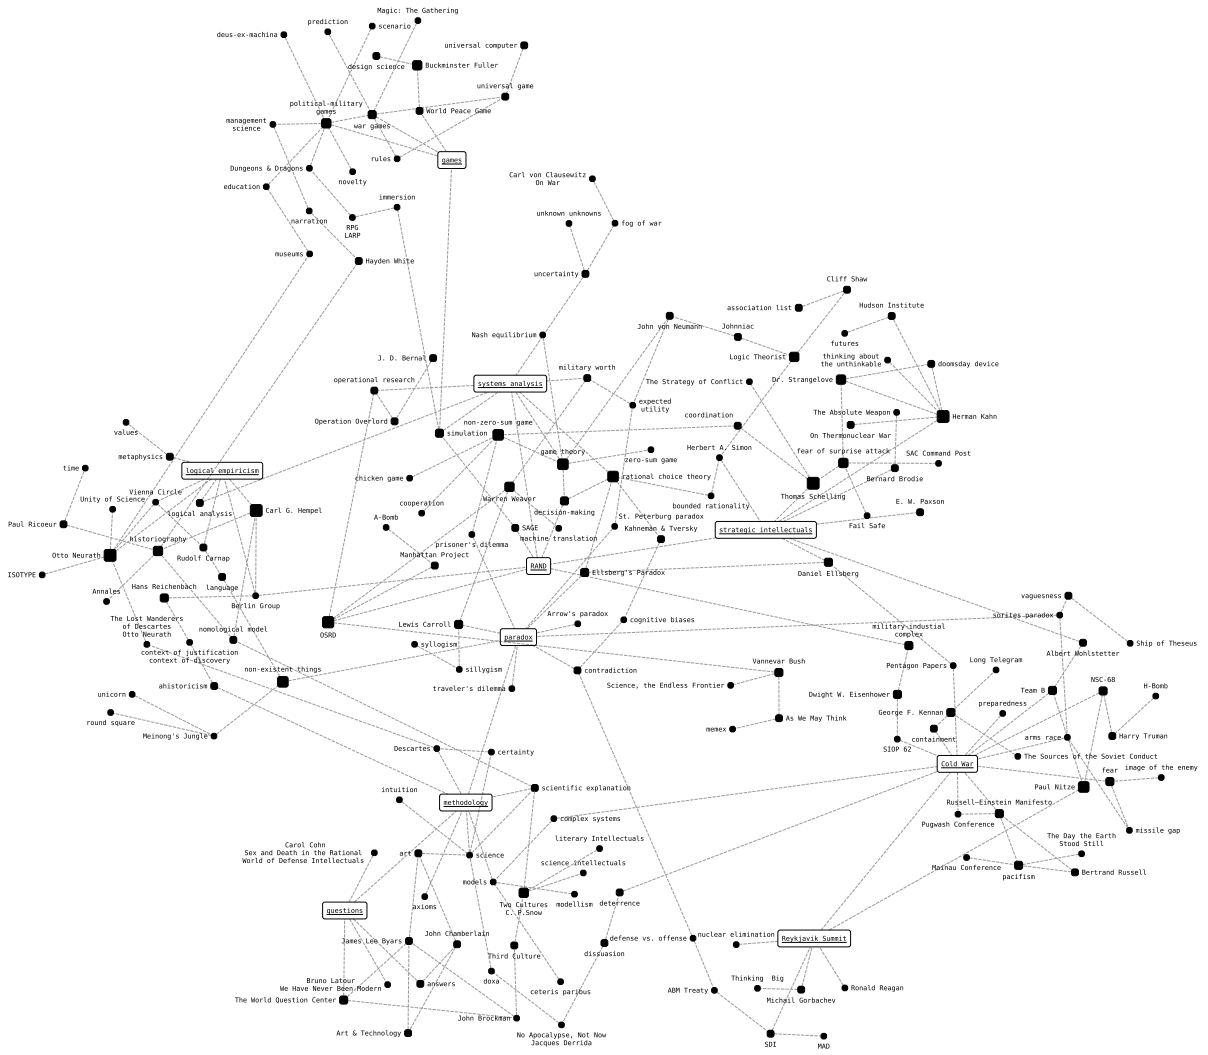 Magic: The Gathering
prediction
scenario
deus-ex-machina
universal computer
design science
Buckminster Fuller
universal game
political-military
games
World Peace Game
war games
management
science
rules
games
Dungeons & Dragons
novelty
education
Carl von Clausewitz
On War
immersion
narration
RPG
LARP
unknown unknowns
fog of war
museums
Hayden White
uncertainty
Cliff Shaw
association list
Hudson Institute
John von Neumann
Johnniac
Nash equilibrium
futures
J. D. Bernal
Logic Theorist
thinking about
the unthinkable
doomsday device
military worth
operational research
systems analysis
The Strategy of Conflict
Dr. Strangelove
expected
utility
Operation Overlord
non-zero-sum game
coordination
The Absolute Weapon
Herman Kahn
values
simulation
On Thermonuclear War
game theory
zero-sum game
Herbert A. Simon
fear of surprise attack
SAC Command Post
metaphysics
logical empiricism
time
chicken game
rational choice theory
Bernard Brodie
Vienna Circle
Unity of Science
Warren Weaver
Thomas Schelling
bounded rationality
E. W. Paxson
logical analysis
Carl G. Hempel
cooperation
decision-making
St. Peterburg paradox
Paul Ricoeur
A-Bomb
SAGE
machine translation
Kahneman & Tversky
strategic intellectuals
Fail Safe
historiography
prisoner's dilemma
Otto Neurath
Rudolf Carnap
Manhattan Project
RAND
Ellsberg's Paradox
Daniel Ellsberg
ISOTYPE
language
Hans Reichenbach
Annales
Berlin Group
vagueness
The Lost Wanderers
of Descartes
Otto Neurath
nomological model
OSRD
Lewis Carroll
Arrow's paradox
cognitive biases
sorites paradox
military industial
complex
paradox
Ship of Theseus
context of justification
context of discovery
syllogism
Albert Wohlstetter
non-existent things
sillygism
contradiction
Vannevar Bush
Pentagon Papers
Long Telegram
ahistoricism
traveler's dilemma
Science, the Endless Frontier
Dwight W. Eisenhower
Team B
NSC-68
H-Bomb
unicorn
round square
George F. Kennan
preparedness
As We May Think
memex
Meinong's Jungle
containment
arms race
Harry Truman
SIOP 62
Descartes
certainty
The Sources of the Soviet Conduct
Cold War
image of the enemy
fear
scientific explanation
Paul Nitze
intuition
methodology
Russell–Einstein Manifesto
complex systems
Pugwash Conference
missile gap
literary Intellectuals
The Day the Earth
Stood Still
Carol Cohn
Sex and Death in the Rational
World of Defense Intellectuals
art
science
science intellectuals
Mainau Conference
pacifism
Bertrand Russell
models
Two Cultures
C. P.Snow
modellism
deterrence
axioms
questions
John Chamberlain
nuclear elimination
Reykjavik Summit
James Lee Byars
defense vs. offense
Third Culture
dissuasion
Bruno Latour
We Have Never Been Modern
answers
doxa
ceteris paribus
ABM Treaty
Thinking Big
Michail Gorbachev
Ronald Reagan
The World Question Center
John Brockman
Art & Technology
No Apocalypse, Not Now
Jacques Derrida
SDI
MAD